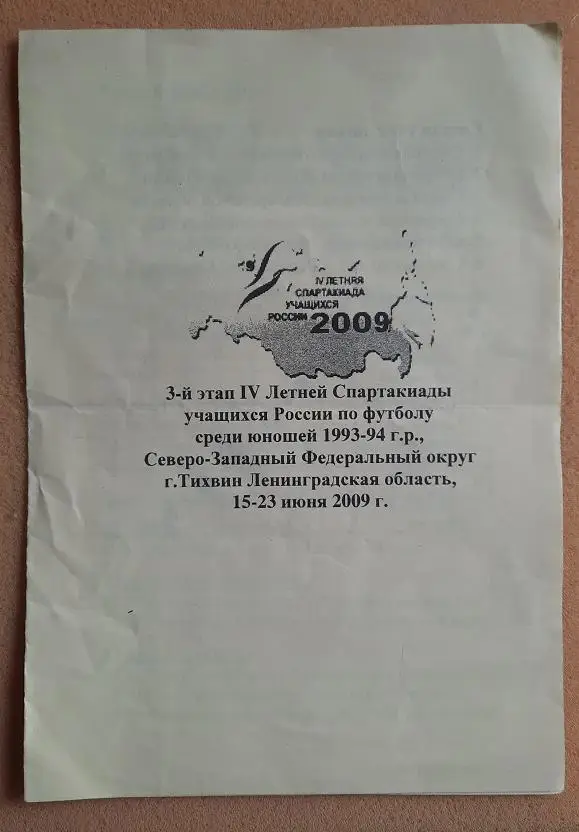 IV ЛЕТНЯЯ
СПАРТАКИАДА
УЧАЩИХСЯ
РОССИИ 2009
3-й этап IV Летней Спартакиады
учащихся России по футболу
среди юношей 1993-94 г.р.,
Северо-Западный Федеральный округ
г.Тихвин Ленинградская область,
15-23 июня 2009 г.